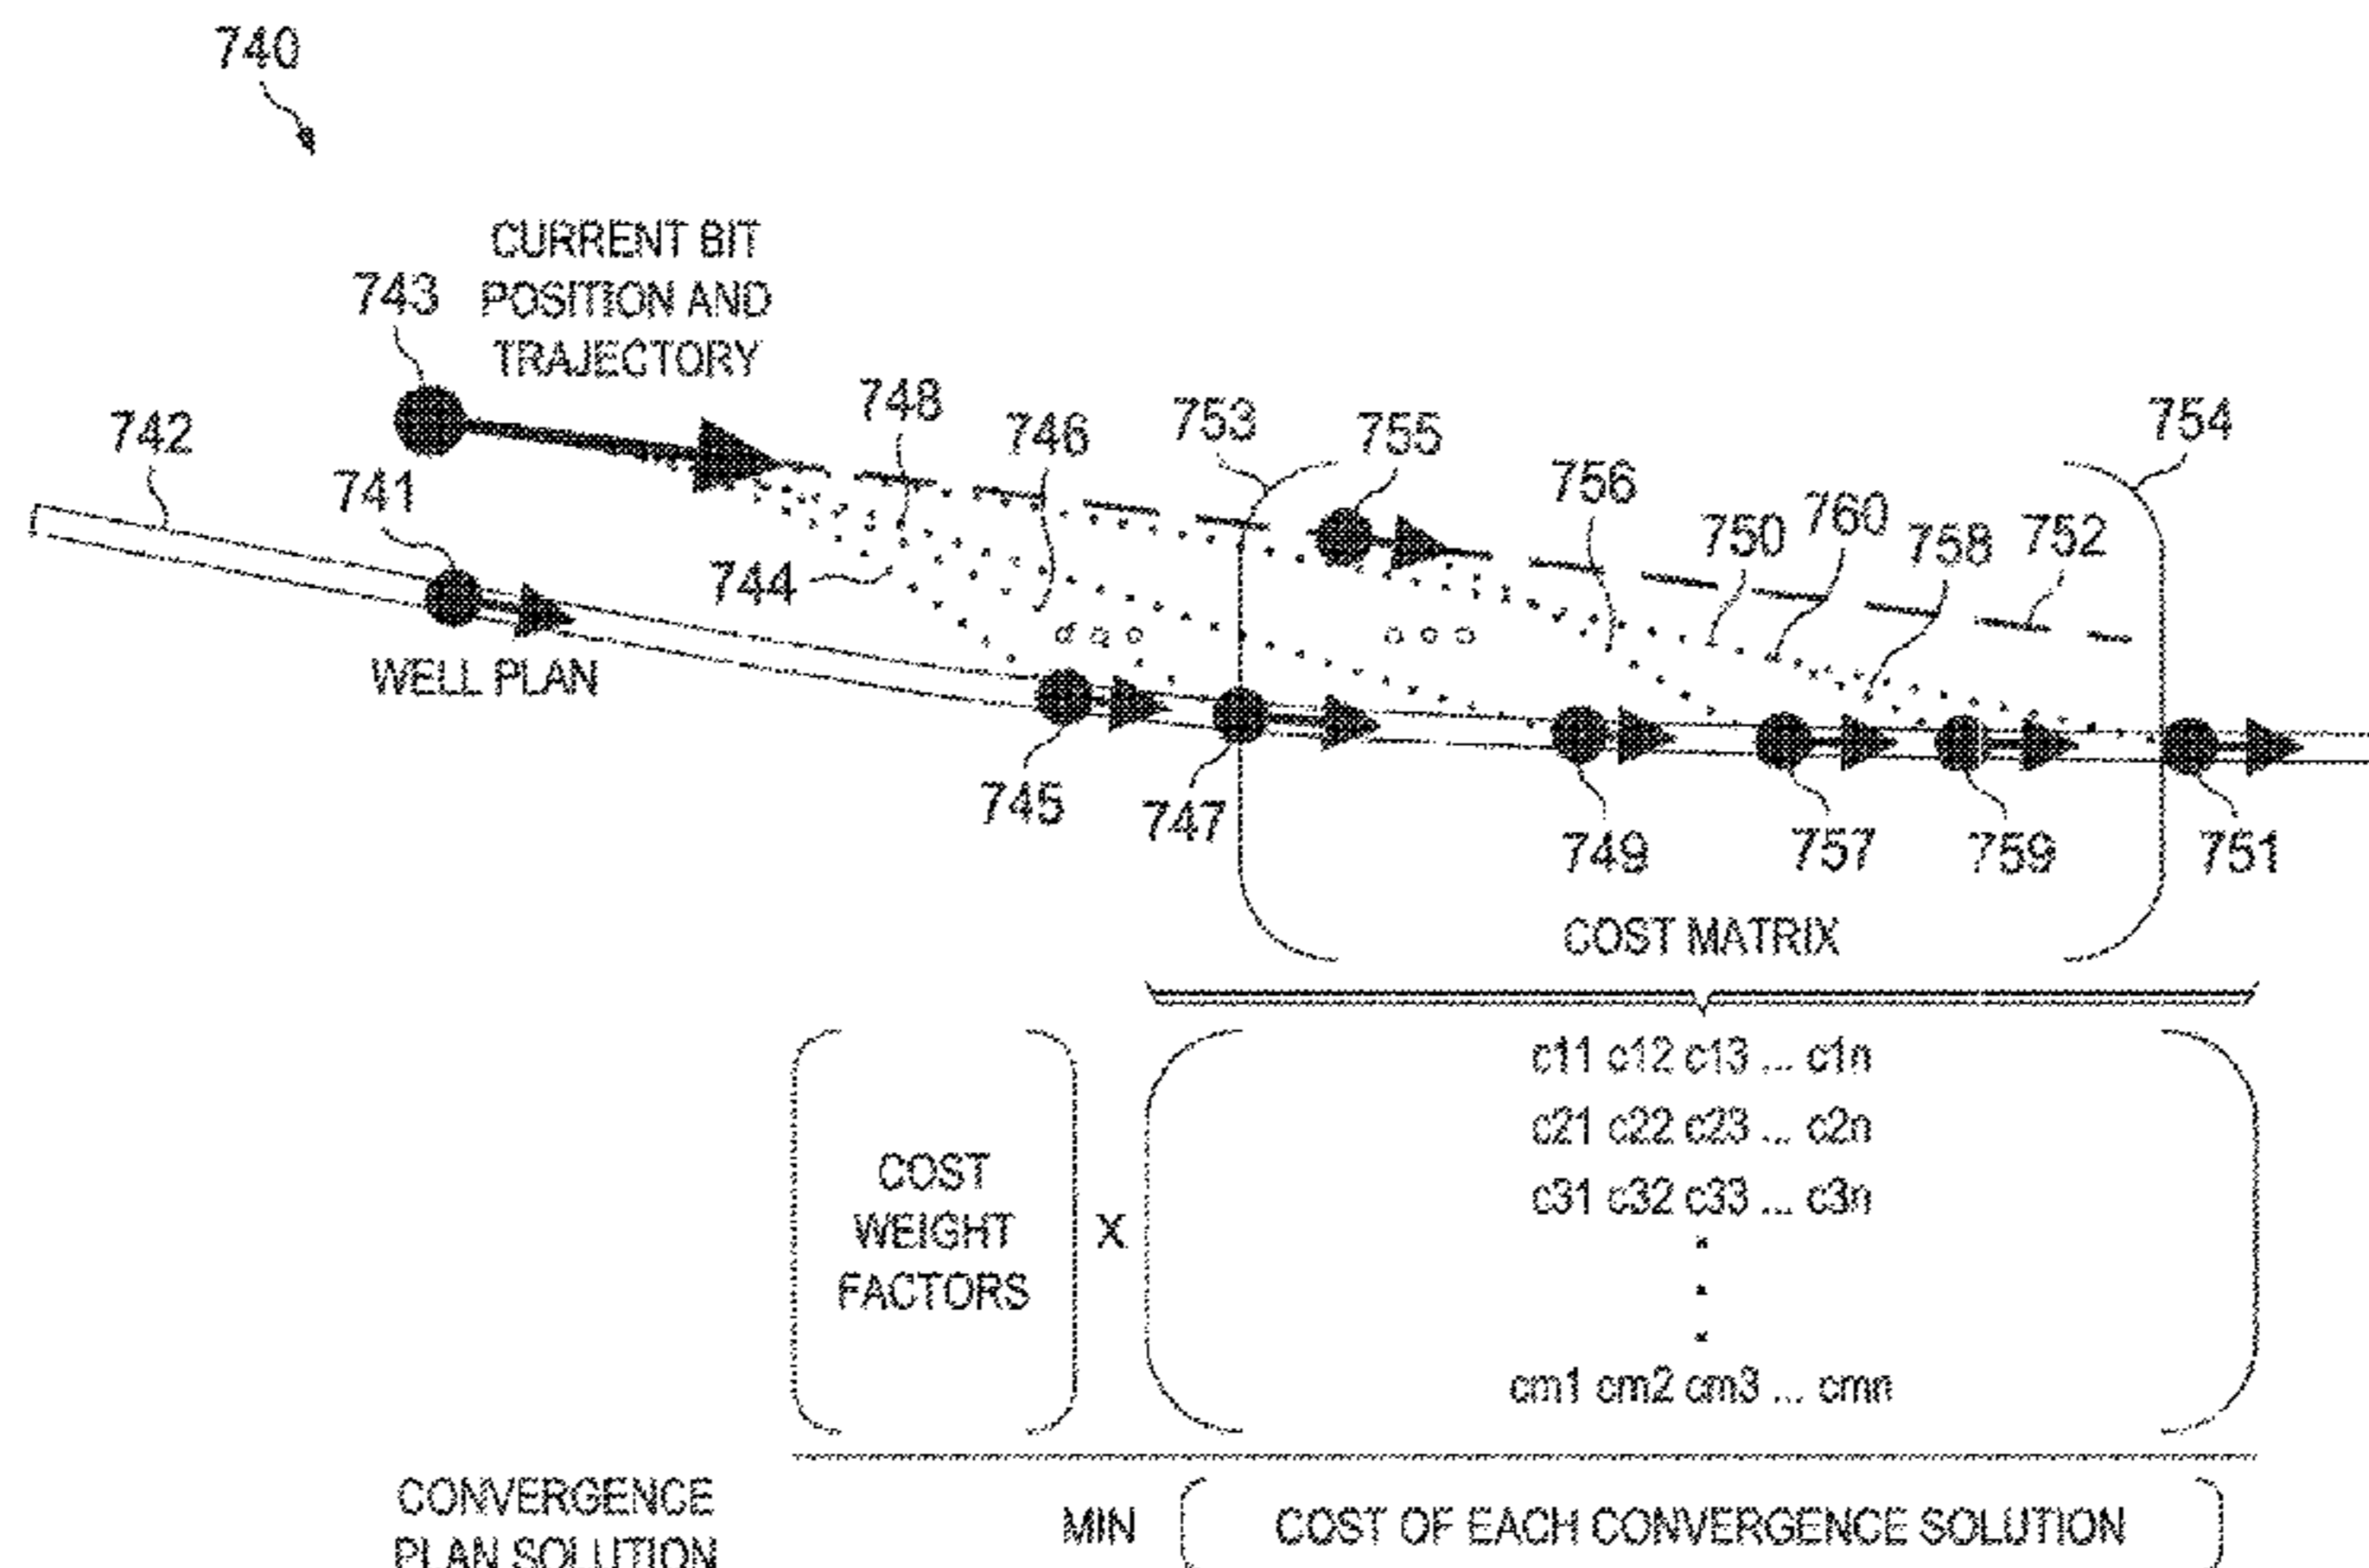 740
CURRENT BIT
POSITION AND
TRAJECTORY
743
742
741
748
746
753
755
754
756
750
760
758
752
744
WELL PLAN
745
747
749
757
759
751
COST MATRIX
c11 c12 c13 ... c1n
c21 c22 c23 ... c2n
c31 c32 c33 ... c3n
cm1 cm2 cm3 ... cmn
COST
WEIGHT
FACTORS
X
CONVERGENCE
PLAN SOLUTION
MIN
COST OF EACH CONVERGENCE SOLUTION